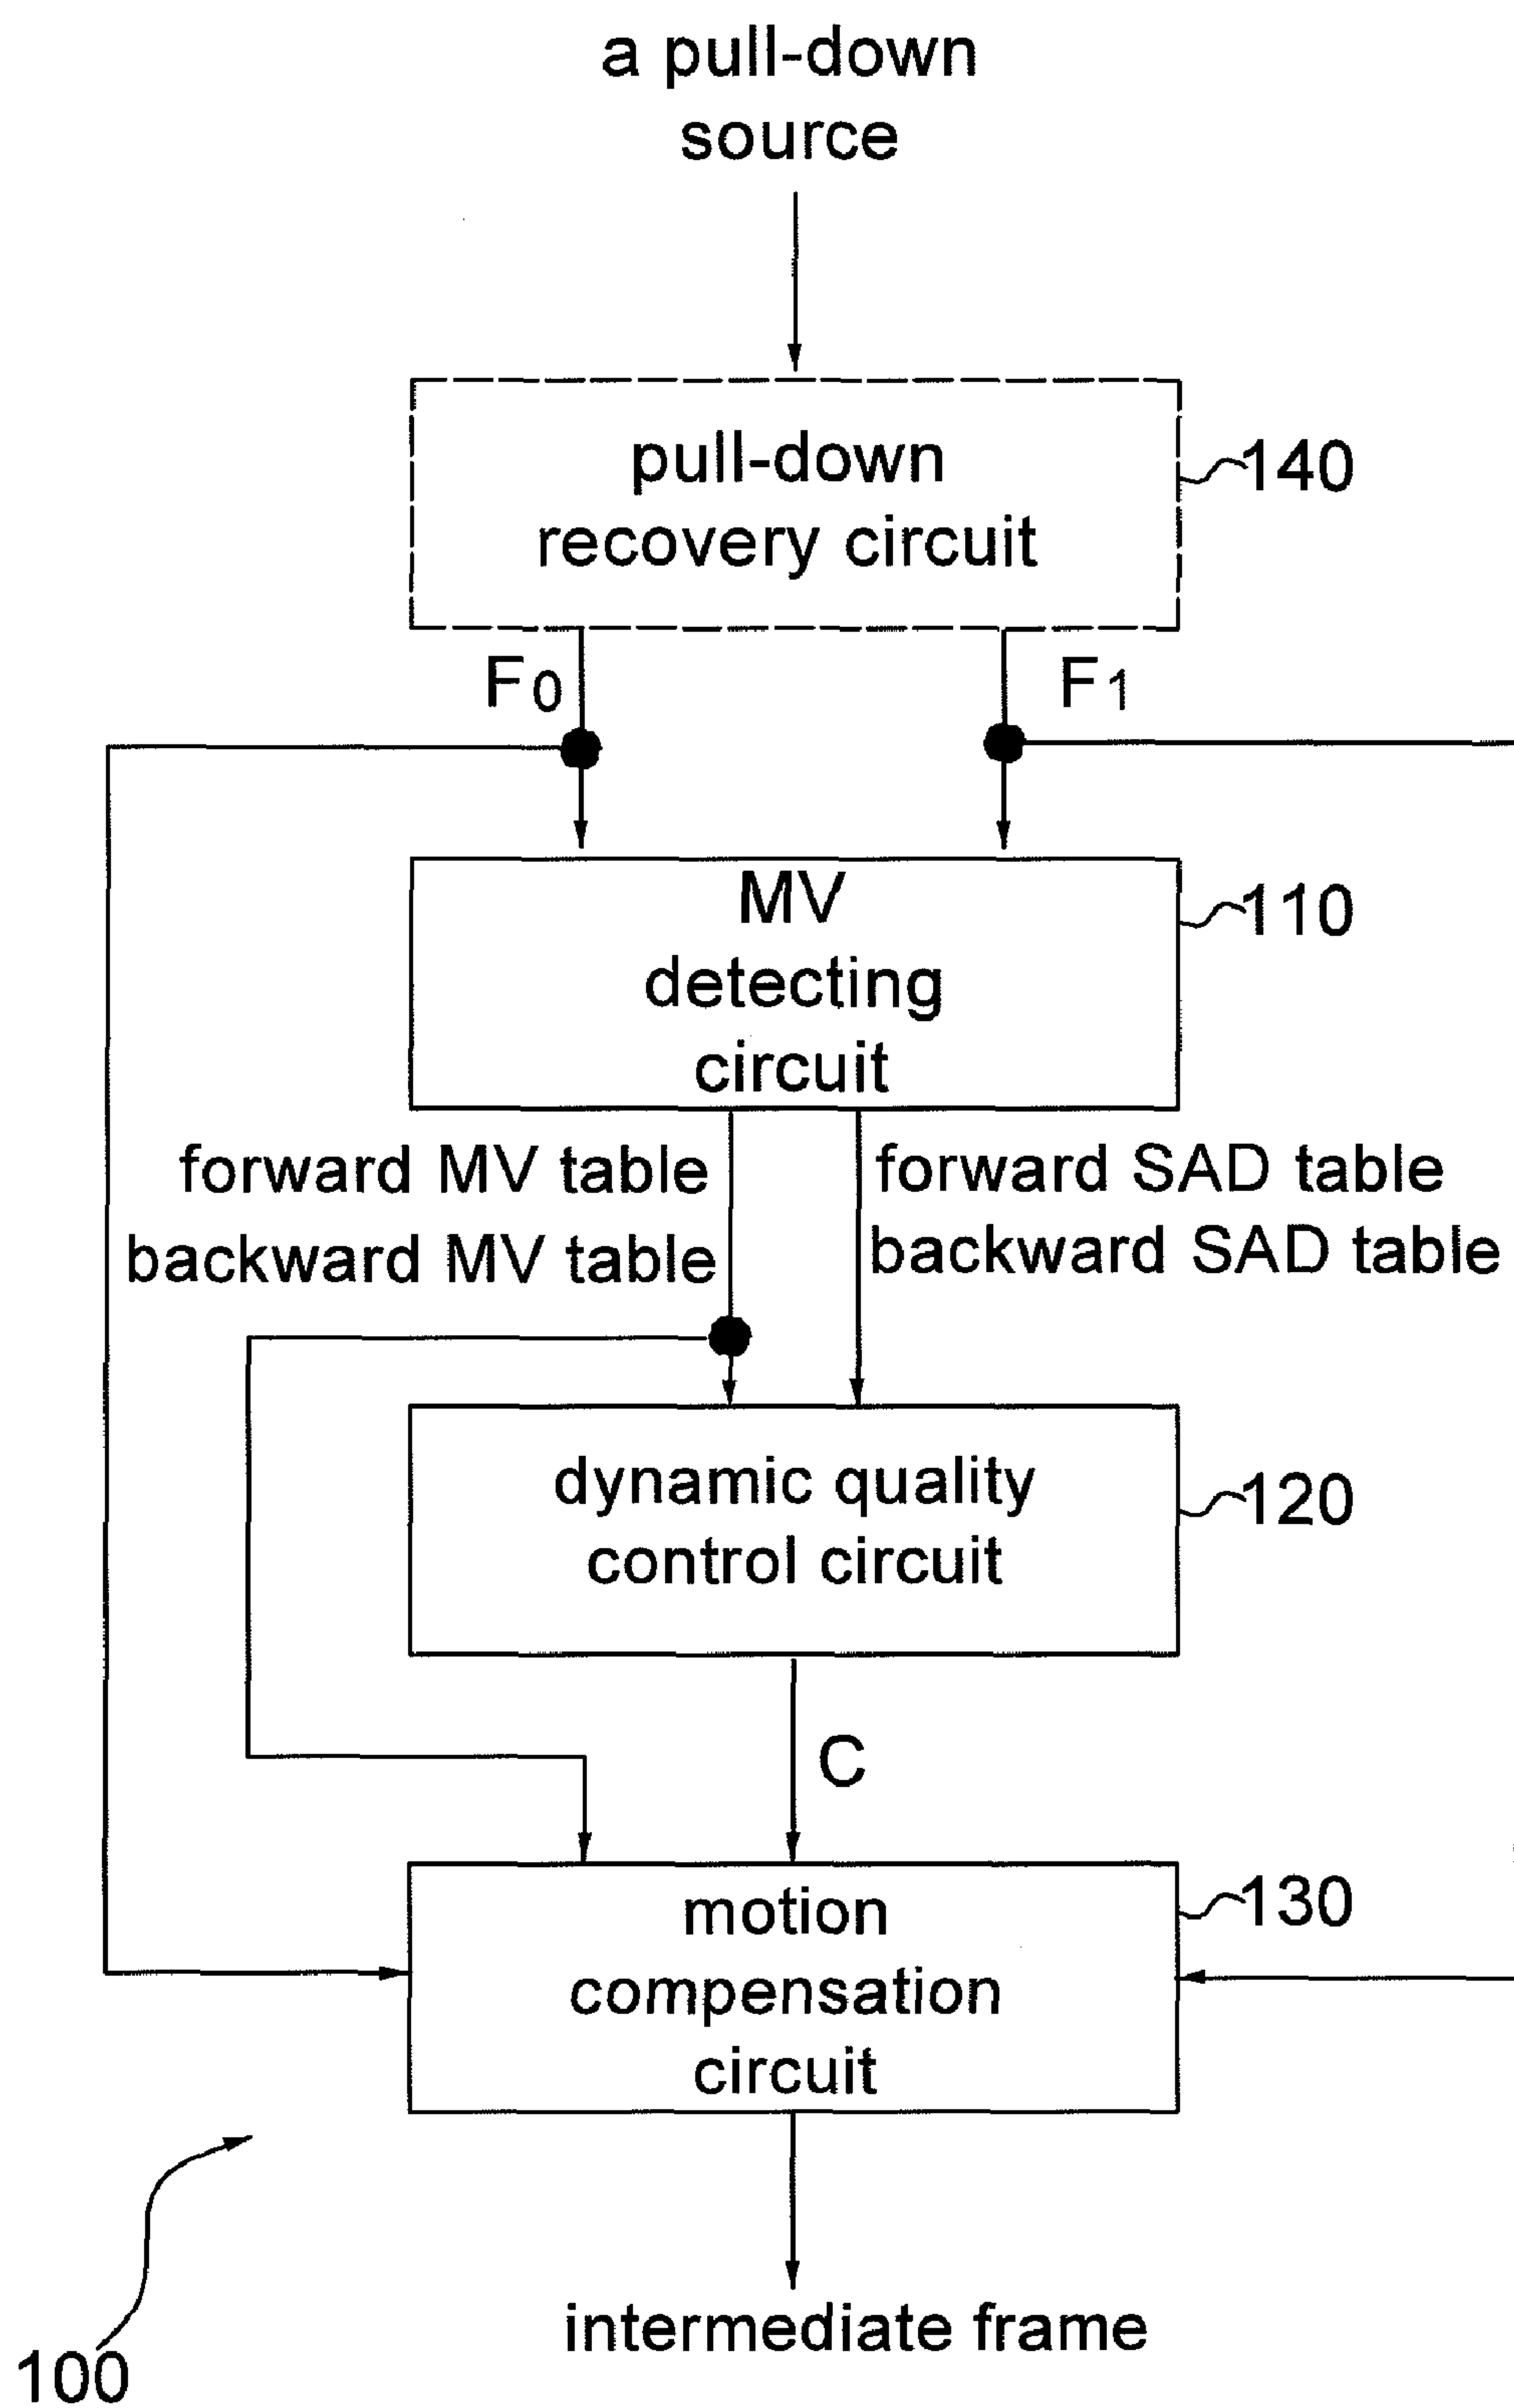 a pull-down
source
pull-down
recovery circuit
140
F0
F1
MV
detecting
circuit
110
forward MV table
backward MV table
forward SAD table
backward SAD table
dynamic quality
control circuit
120
C
motion
compensation
circuit
130
intermediate frame
100